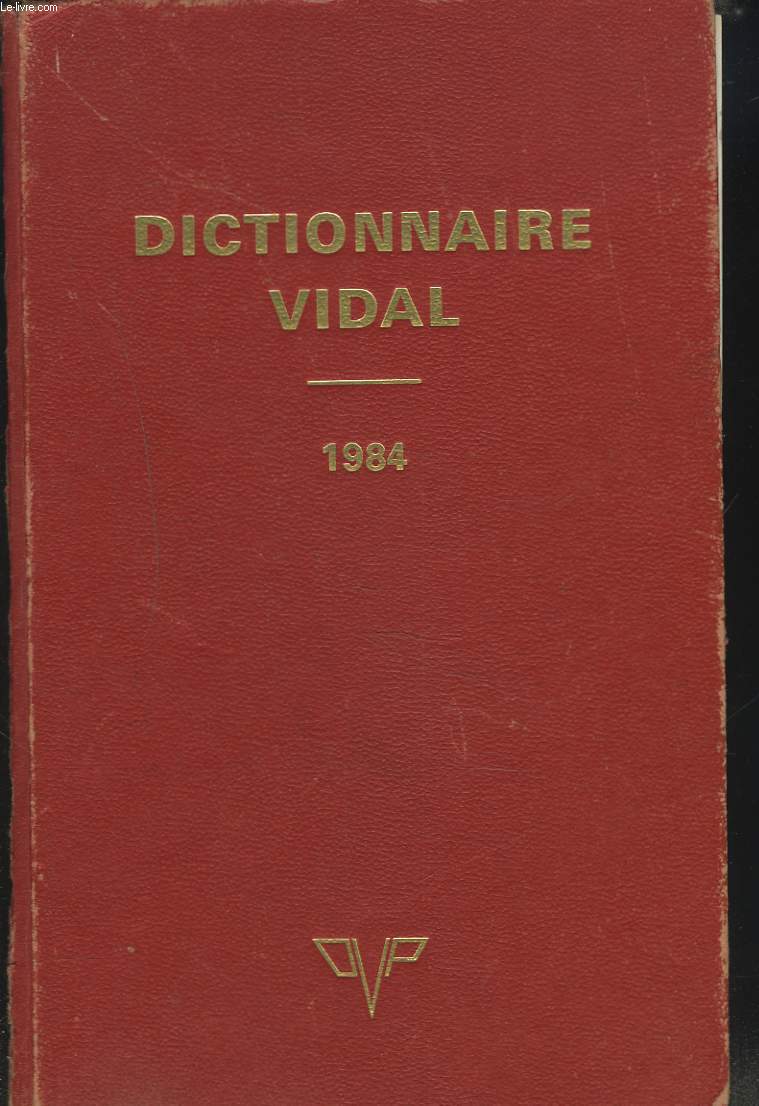 Le-livre.com
DICTIONNAIRE
VIDAL
1984
OVP